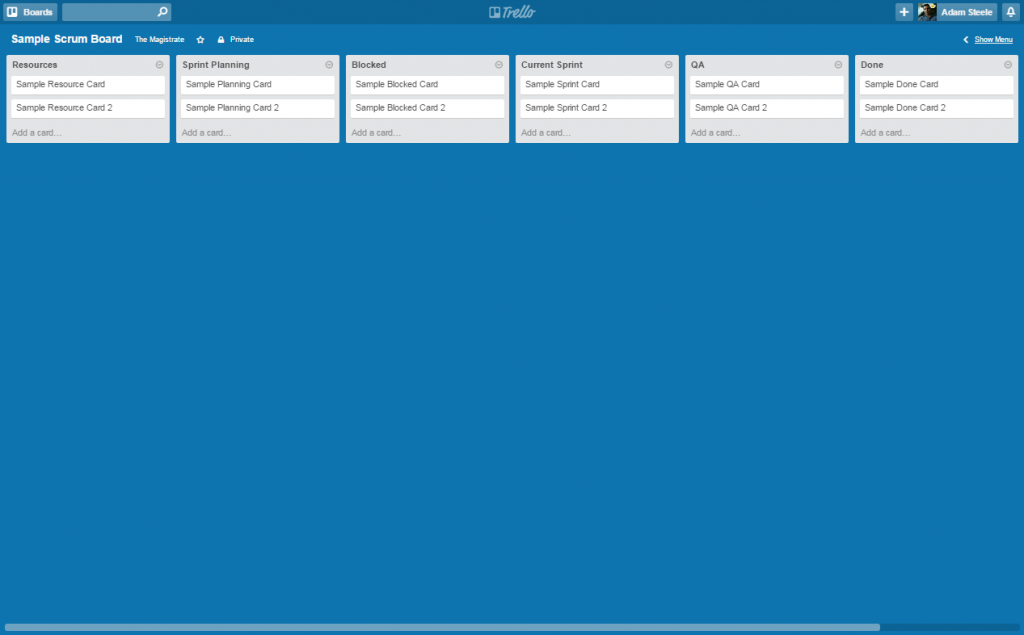 Boards
Trello
Adam Steele
Sample Scrum Board The Magistrate Private
Show Menu
Resources
Sample Resource Card
Sample Resource Card 2
Add a card…
Sprint Planning
Sample Planning Card
Sample Planning Card 2
Add a card…
Blocked
Sample Blocked Card
Sample Blocked Card 2
Add a card…
Current Sprint
Sample Sprint Card
Sample Sprint Card 2
Add a card…
QA
Sample QA Card
Sample QA Card 2
Add a card…
Done
Sample Done Card
Sample Done Card 2
Add a card…